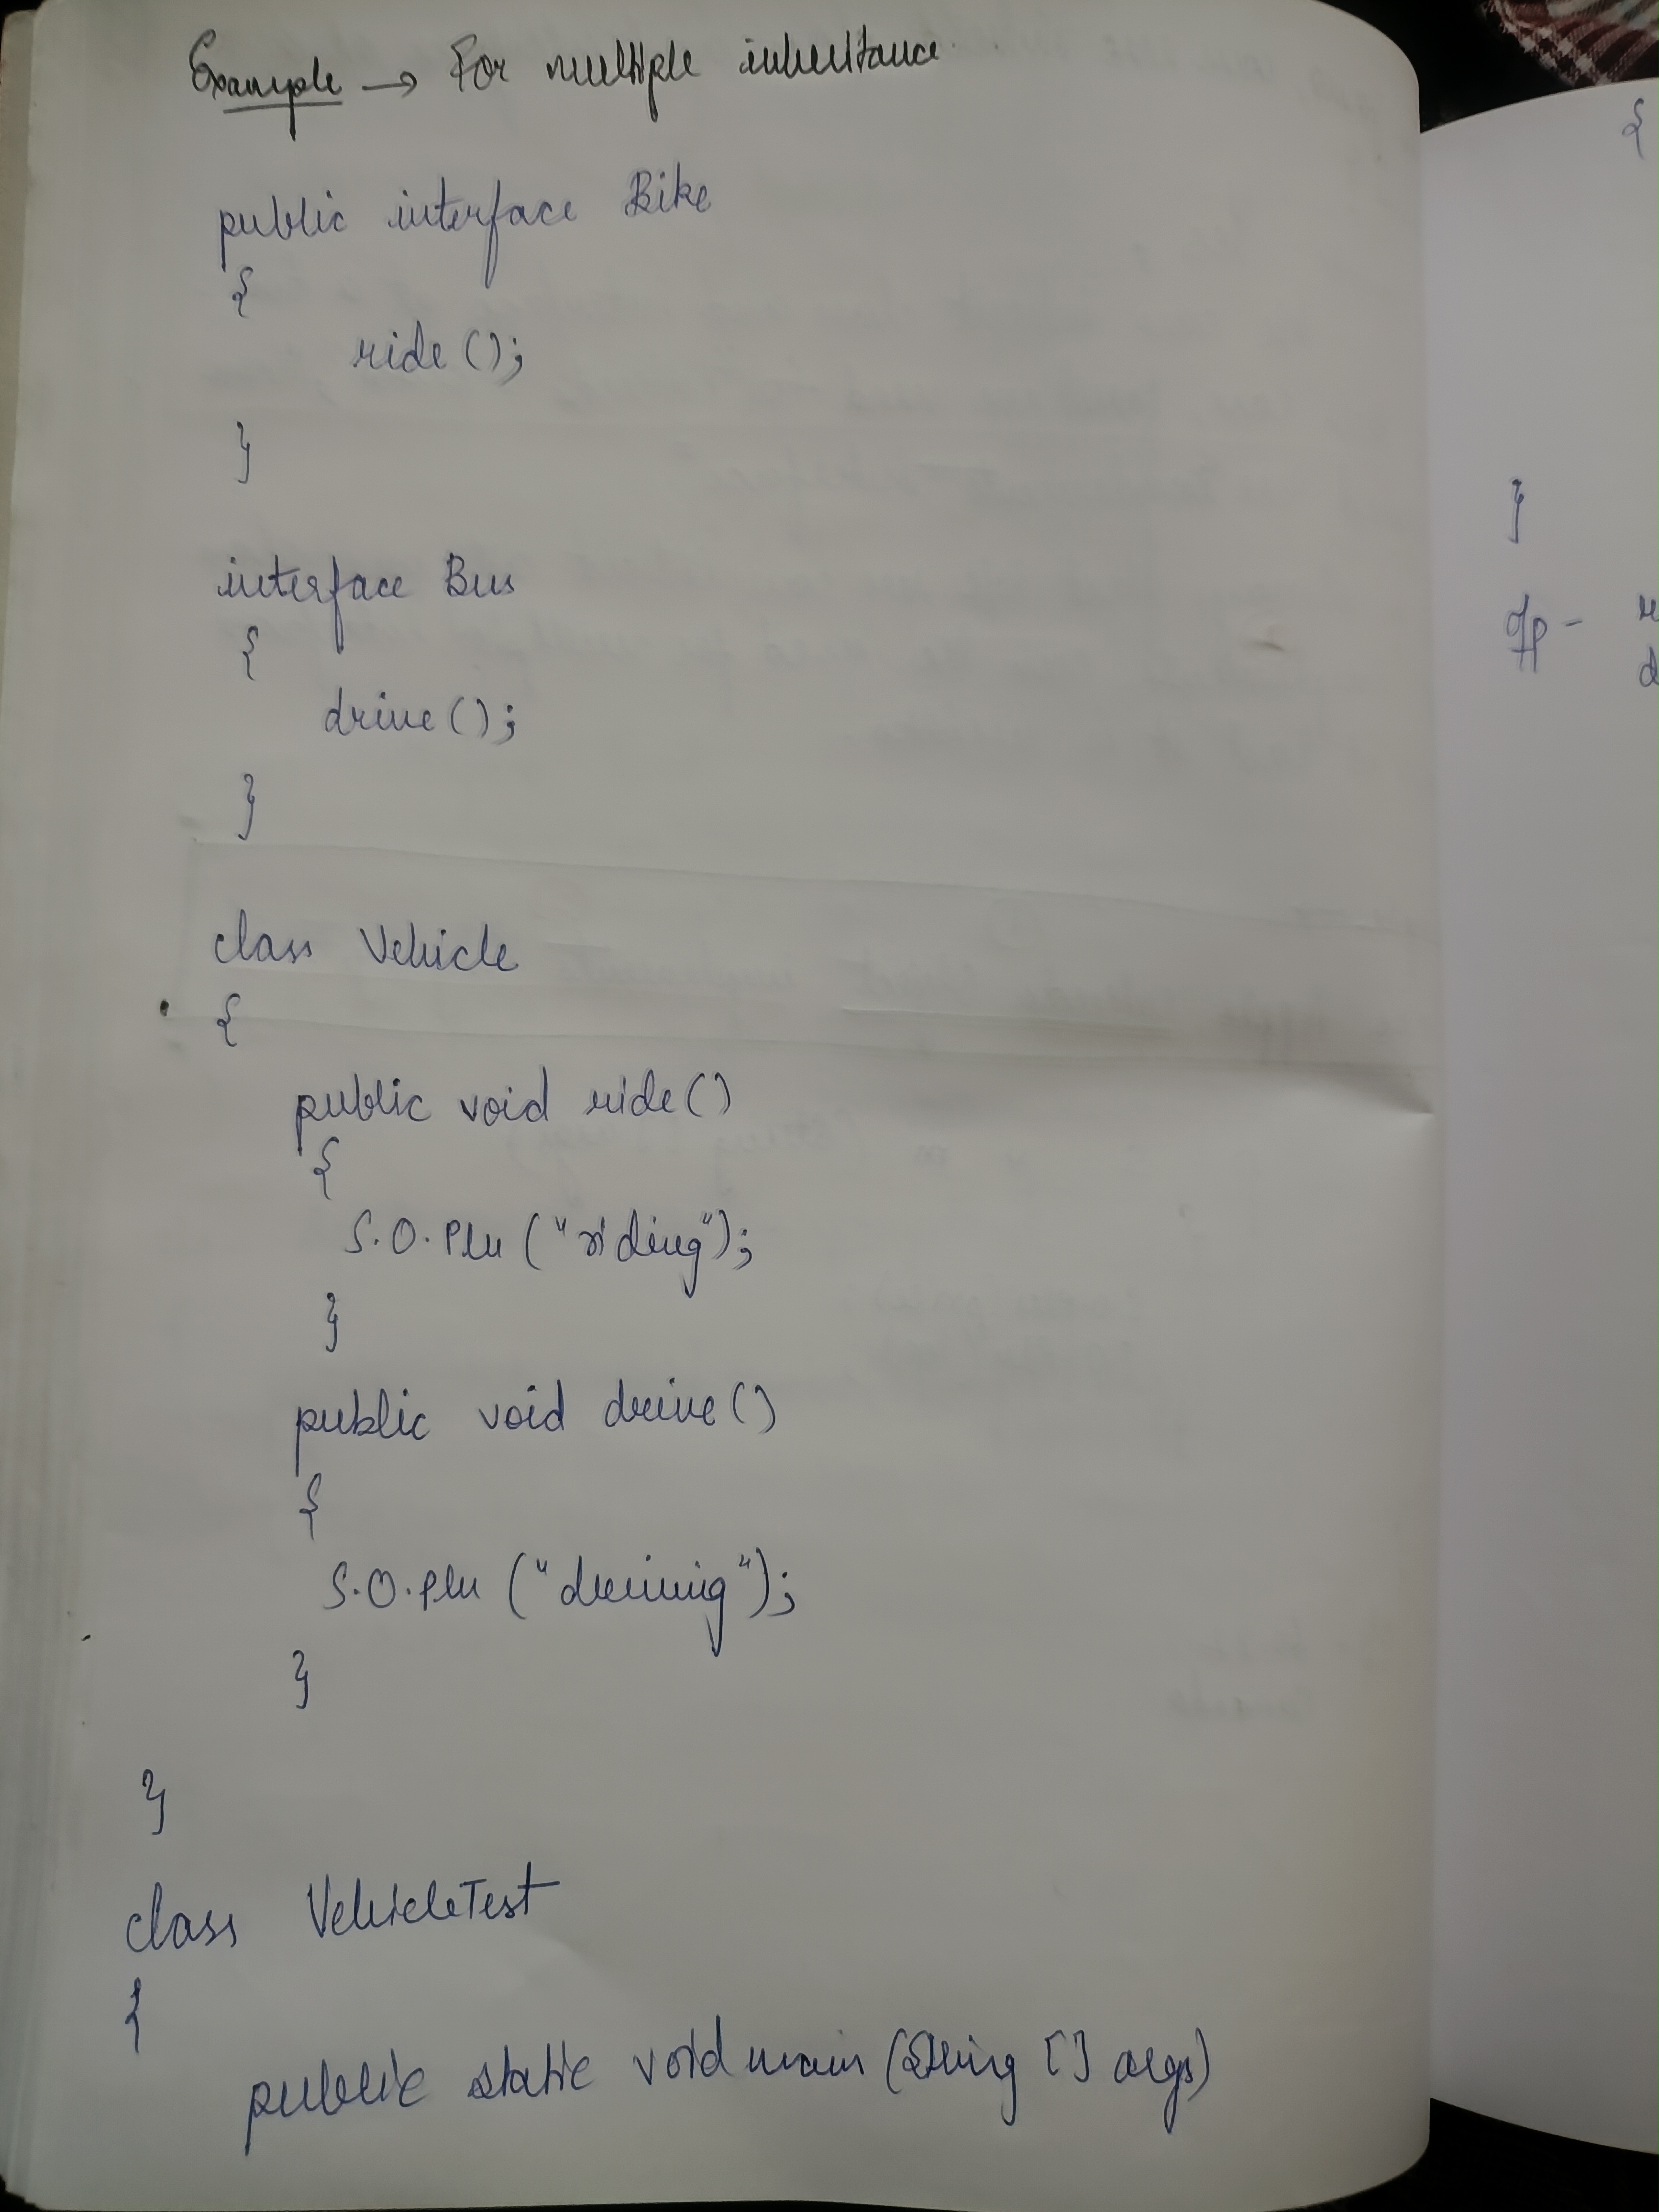 Example → For multiple inheritance
public interface Bike
{
ride();
}
interface Bus
{
drive();
}
class Vehicle
{
public void ride()
{
S.O.Pln ("riding");
}
public void drive()
{
S.O.pln ("driving");
}
}
class VehicleTest
{
public static void main (String [] args)
{
}
o/p -